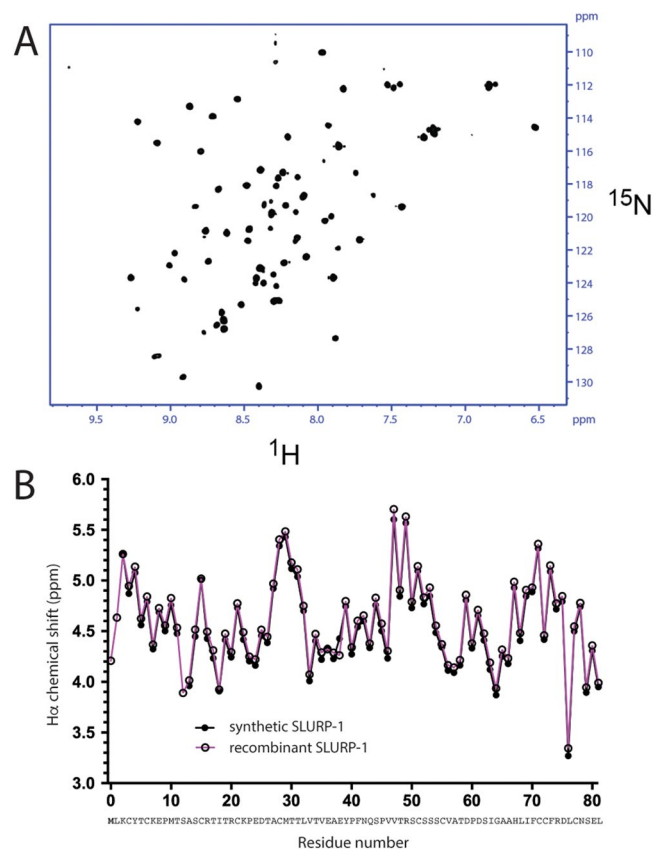 A
ppm
110
112
114
116
118
120
122
124
126
128
130
15N
9.5 9.0 8.5 8.0 7.5 7.0 6.5 ppm
1H
B
6.0
5.5
5.0
4.5
4.0
3.5
3.0
Hα chemical shift (ppm)
synthetic SLURP-1
recombinant SLURP-1
0 10 20 30 40 50 60 70 80
MLKCYTCKEPMTSASCRTITRCKPEDTACMTTLVTVEAEYPFNQSPVVTRSCSSSCVATDPDSIGAAHLIFCCFRDLCNSEL
Residue number